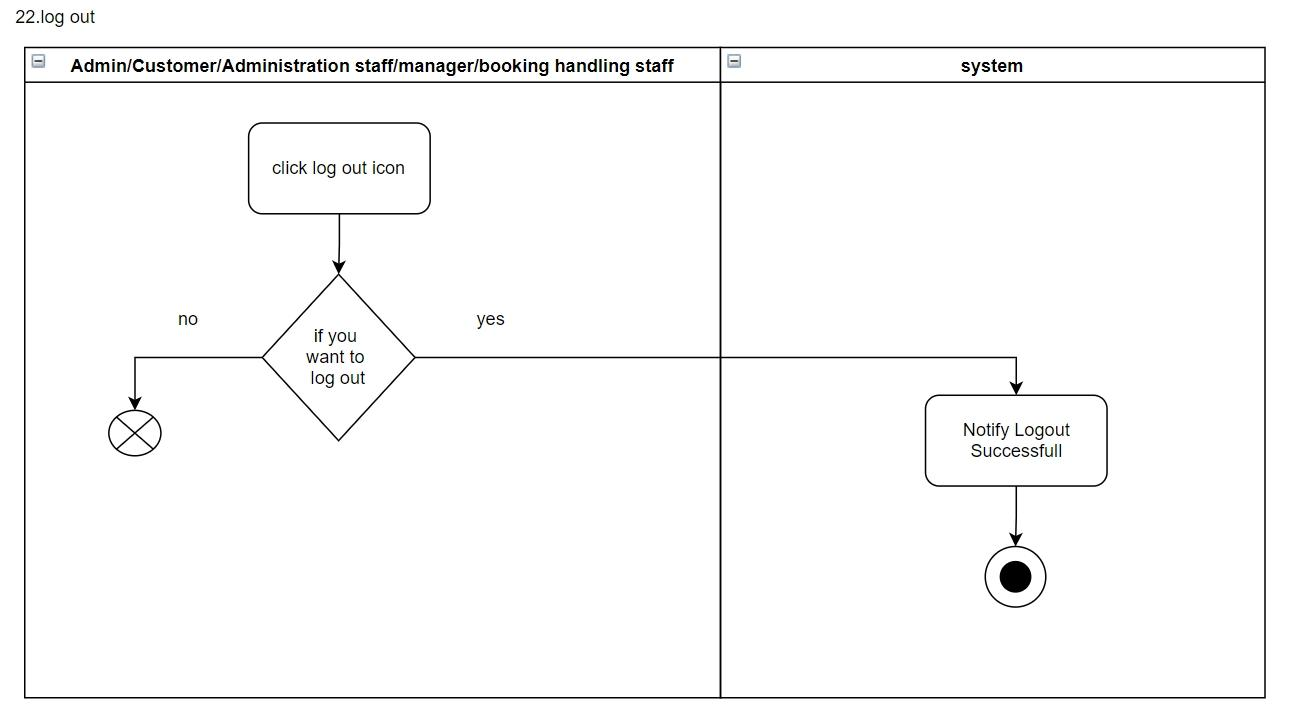 22.log out
Admin/Customer/Administration staff/manager/booking handling staff
system
click log out icon
no
yes
if you
want to
log out
Notify Logout
Successfull